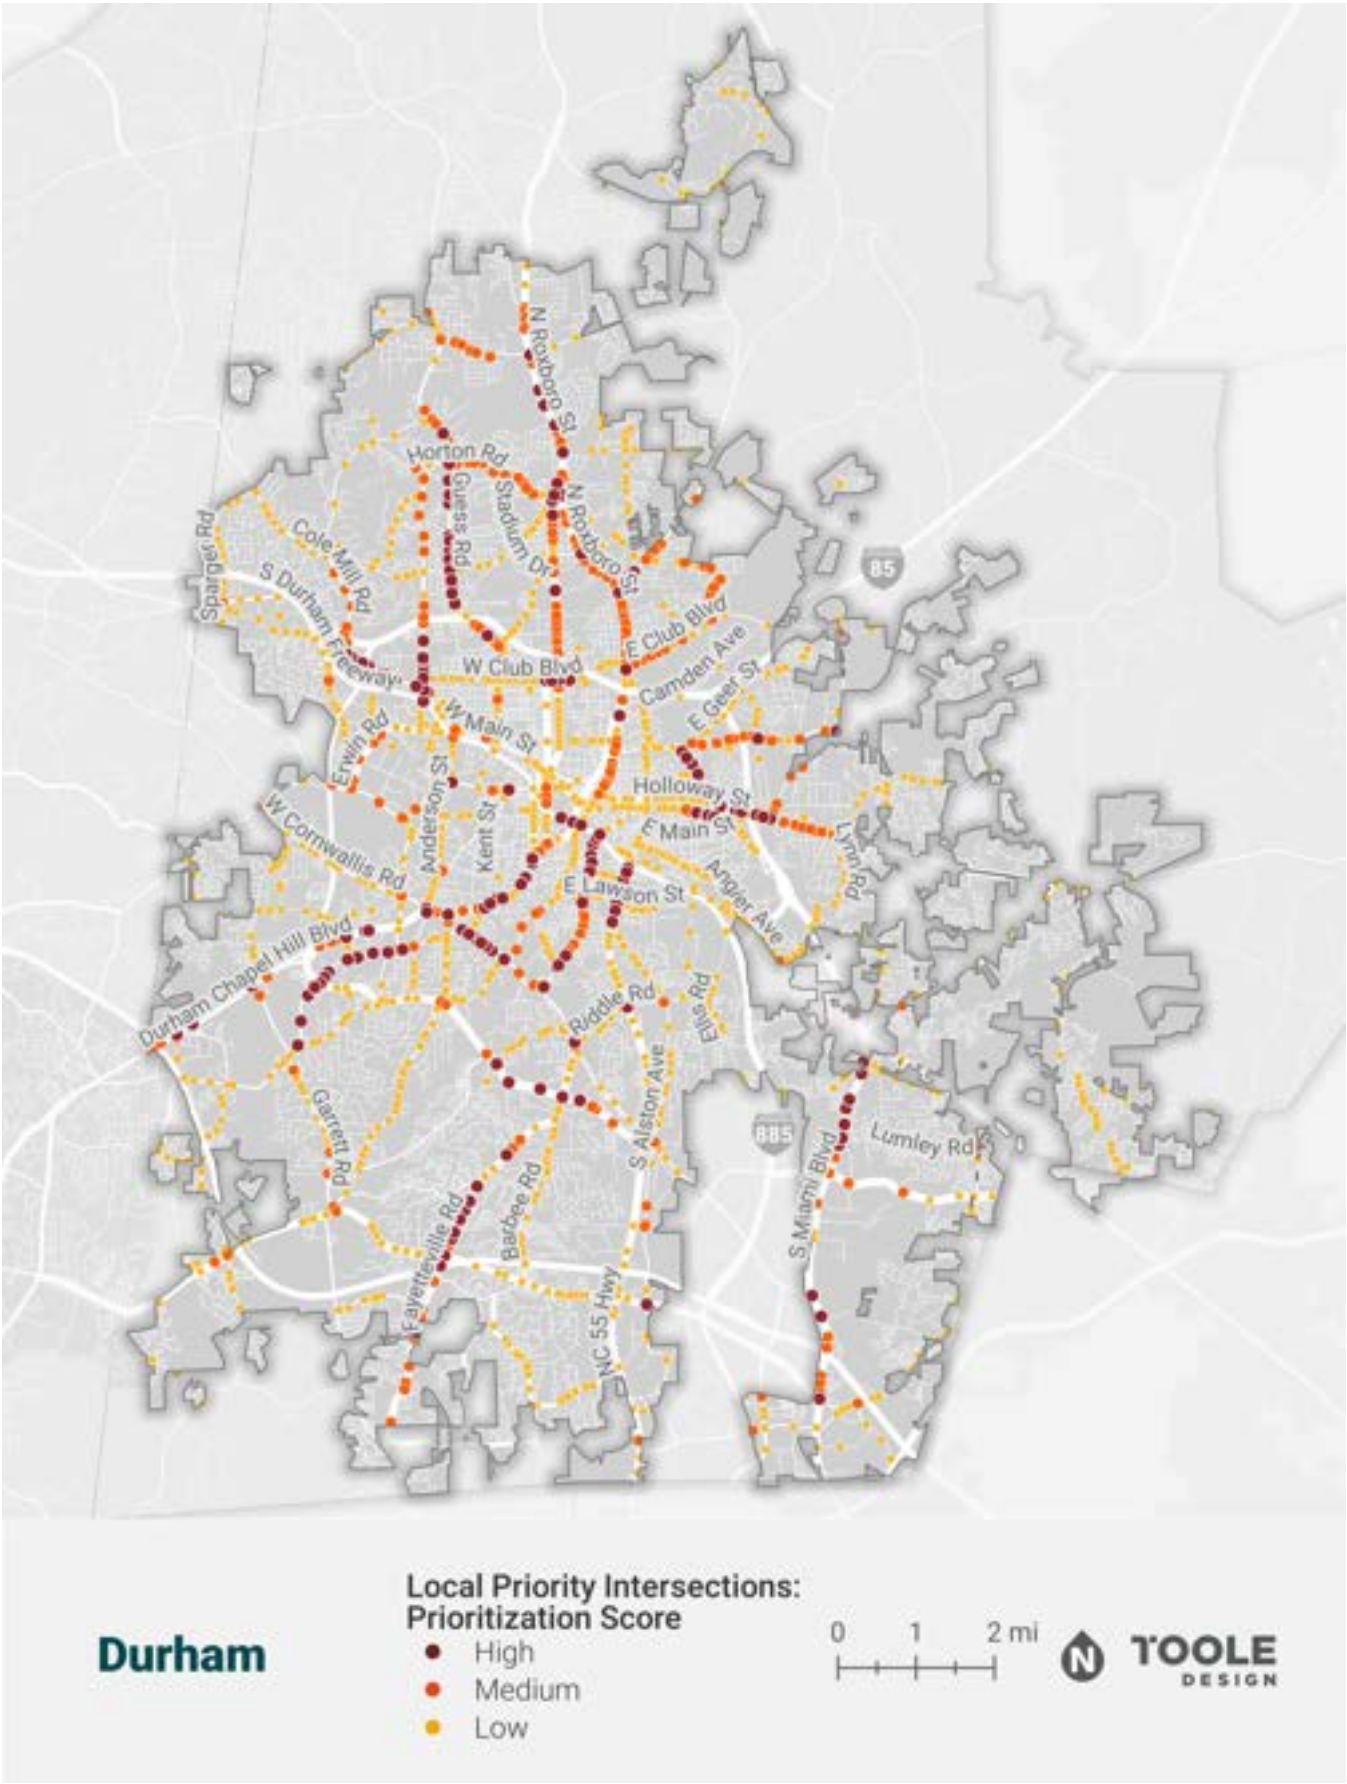 N Roxboro St
Horton Rd
Guess Rd
Stadium Dr
N Roxboro St
Cole Mill Rd
Sparger Rd
S Durham Freeway
85
E Club Blvd
W Club Blvd
Camden Ave
E Geer St
W Main St
Erwin Rd
Anderson St
Holloway St
Kent St
E Main St
W Cornwallis Rd
Lynn Rd
Angier Ave
E Lawson St
Durham Chapel Hill Blvd
Riddle Rd
Ellis Rd
S Alston Ave
Garrett Rd
885
Lumley Rd
S Miami Blvd
Barbee Rd
Fayetteville Rd
NC 55 Hwy
Durham
Local Priority Intersections:
Prioritization Score
High
Medium
Low
0 1 2 mi
N
TOOLE
DESIGN